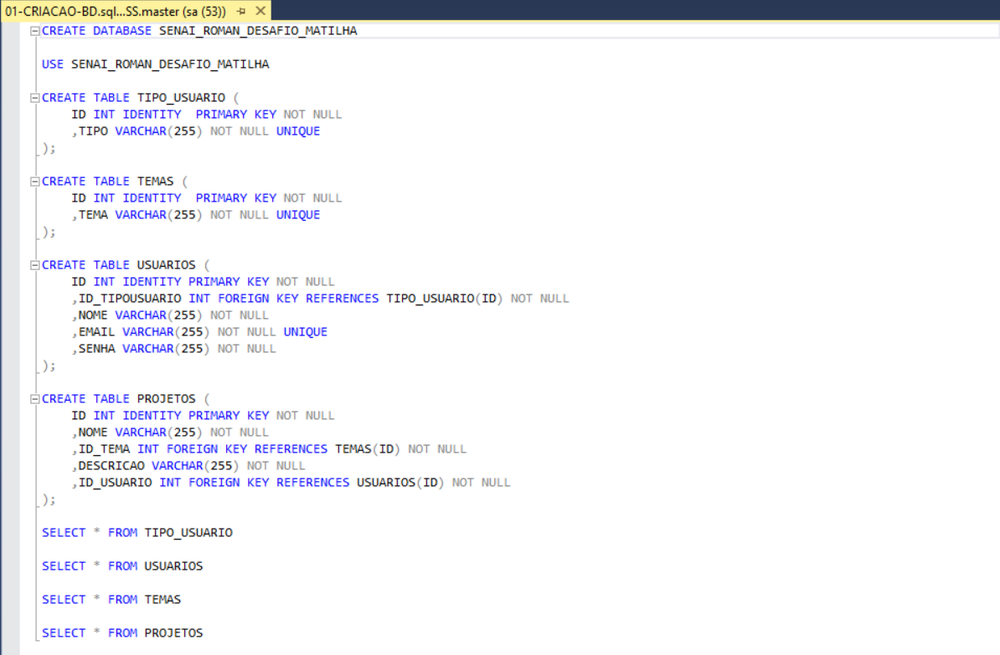 01-CRIACAO-BD.sql...SS.master (sa (53))
CREATE DATABASE SENAI_ROMAN_DESAFIO_MATILHA
USE SENAI_ROMAN_DESAFIO_MATILHA
CREATE TABLE TIPO_USUARIO (
ID INT IDENTITY  PRIMARY KEY NOT NULL
,TIPO VARCHAR(255) NOT NULL UNIQUE
);
CREATE TABLE TEMAS (
ID INT IDENTITY  PRIMARY KEY NOT NULL
,TEMA VARCHAR(255) NOT NULL UNIQUE
);
CREATE TABLE USUARIOS (
ID INT IDENTITY PRIMARY KEY NOT NULL
,ID_TIPOUSUARIO INT FOREIGN KEY REFERENCES TIPO_USUARIO(ID) NOT NULL
,NOME VARCHAR(255) NOT NULL
,EMAIL VARCHAR(255) NOT NULL UNIQUE
,SENHA VARCHAR(255) NOT NULL
);
CREATE TABLE PROJETOS (
ID INT IDENTITY PRIMARY KEY NOT NULL
,NOME VARCHAR(255) NOT NULL
,ID_TEMA INT FOREIGN KEY REFERENCES TEMAS(ID) NOT NULL
,DESCRICAO VARCHAR(255) NOT NULL
,ID_USUARIO INT FOREIGN KEY REFERENCES USUARIOS(ID) NOT NULL
);
SELECT * FROM TIPO_USUARIO
SELECT * FROM USUARIOS
SELECT * FROM TEMAS
SELECT * FROM PROJETOS